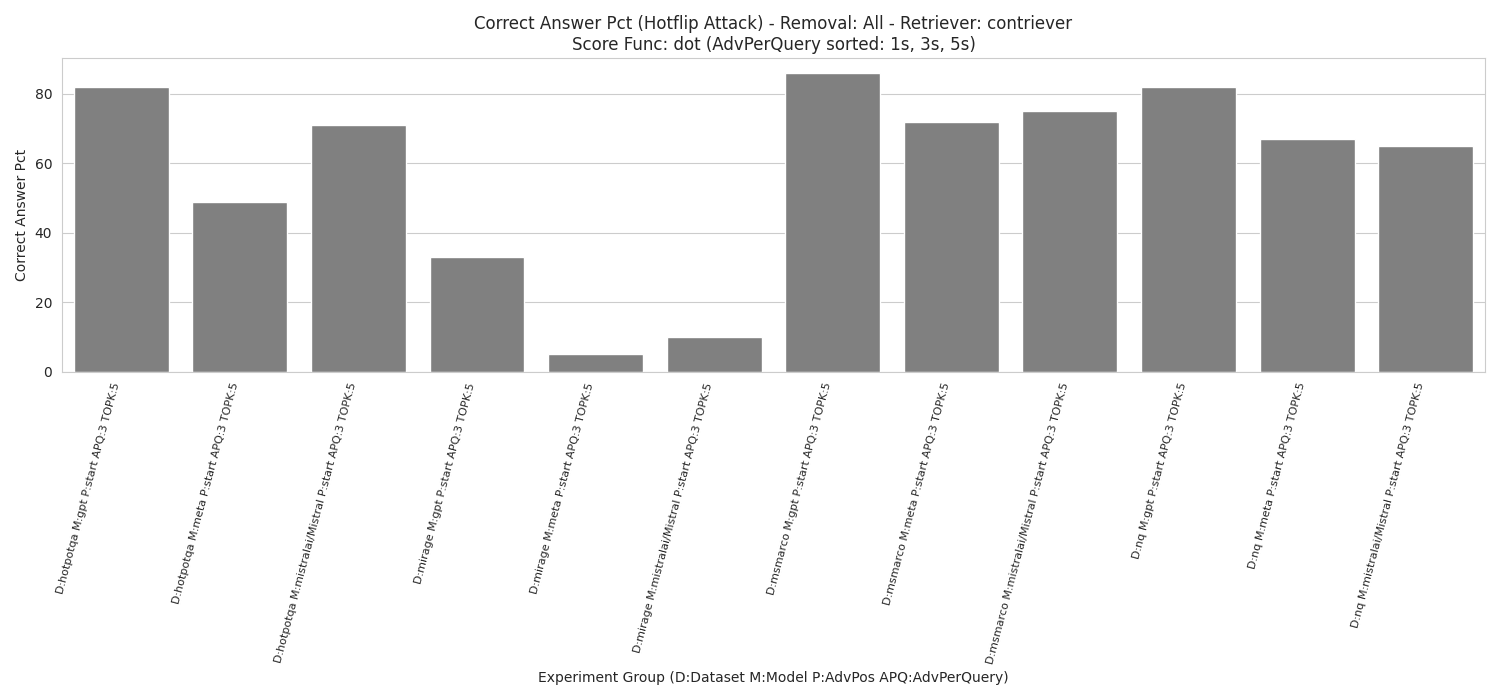 Correct Answer Pct (Hotflip Attack) - Removal: All - Retriever: contriever
Score Func: dot (AdvPerQuery sorted: 1s, 3s, 5s)
Correct Answer Pct
80
60
40
20
0
D:hotpotqa M:gpt P:start APQ:3 TOPK:5
D:hotpotqa M:meta P:start APQ:3 TOPK:5
D:hotpotqa M:mistralai/Mistral P:start APQ:3 TOPK:5
D:mirage M:gpt P:start APQ:3 TOPK:5
D:mirage M:meta P:start APQ:3 TOPK:5
D:mirage M:mistralai/Mistral P:start APQ:3 TOPK:5
D:msmarco M:gpt P:start APQ:3 TOPK:5
D:msmarco M:meta P:start APQ:3 TOPK:5
D:msmarco M:mistralai/Mistral P:start APQ:3 TOPK:5
D:nq M:gpt P:start APQ:3 TOPK:5
D:nq M:meta P:start APQ:3 TOPK:5
D:nq M:mistralai/Mistral P:start APQ:3 TOPK:5
Experiment Group (D:Dataset M:Model P:AdvPos APQ:AdvPerQuery)